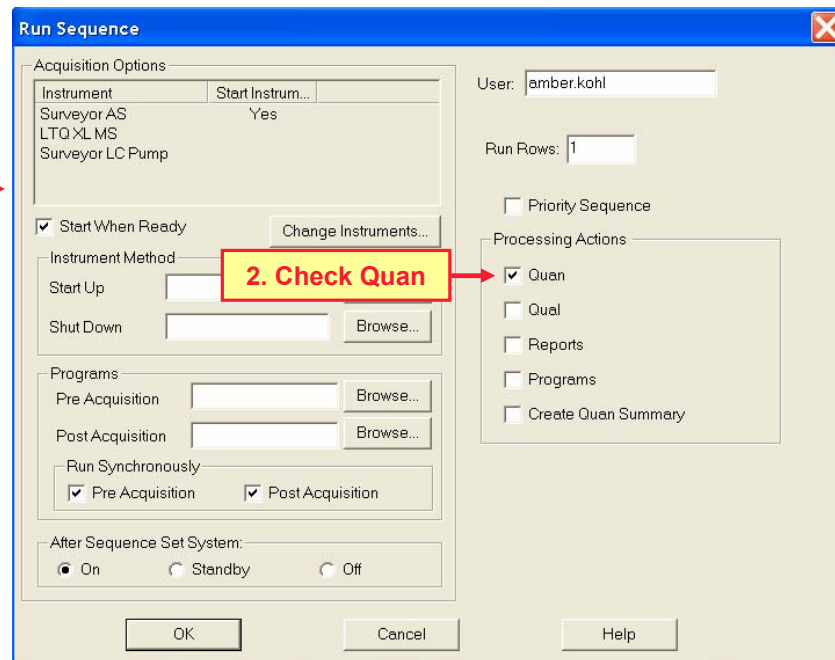 Run Sequence
Acquisition Options
Instrument Start Instrum...
Surveyor AS Yes
LTQ XL MS
Surveyor LC Pump
Start When Ready
Change Instruments...
Instrument Method
Start Up
Shut Down
Browse...
Programs
Pre Acquisition
Browse...
Post Acquisition
Browse...
Run Synchronously
Pre Acquisition Post Acquisition
After Sequence Set System:
On Standby Off
User: amber.kohl
Run Rows: 1
Priority Sequence
Processing Actions
2. Check Quan
Quan
Qual
Reports
Programs
Create Quan Summary
OK Cancel Help